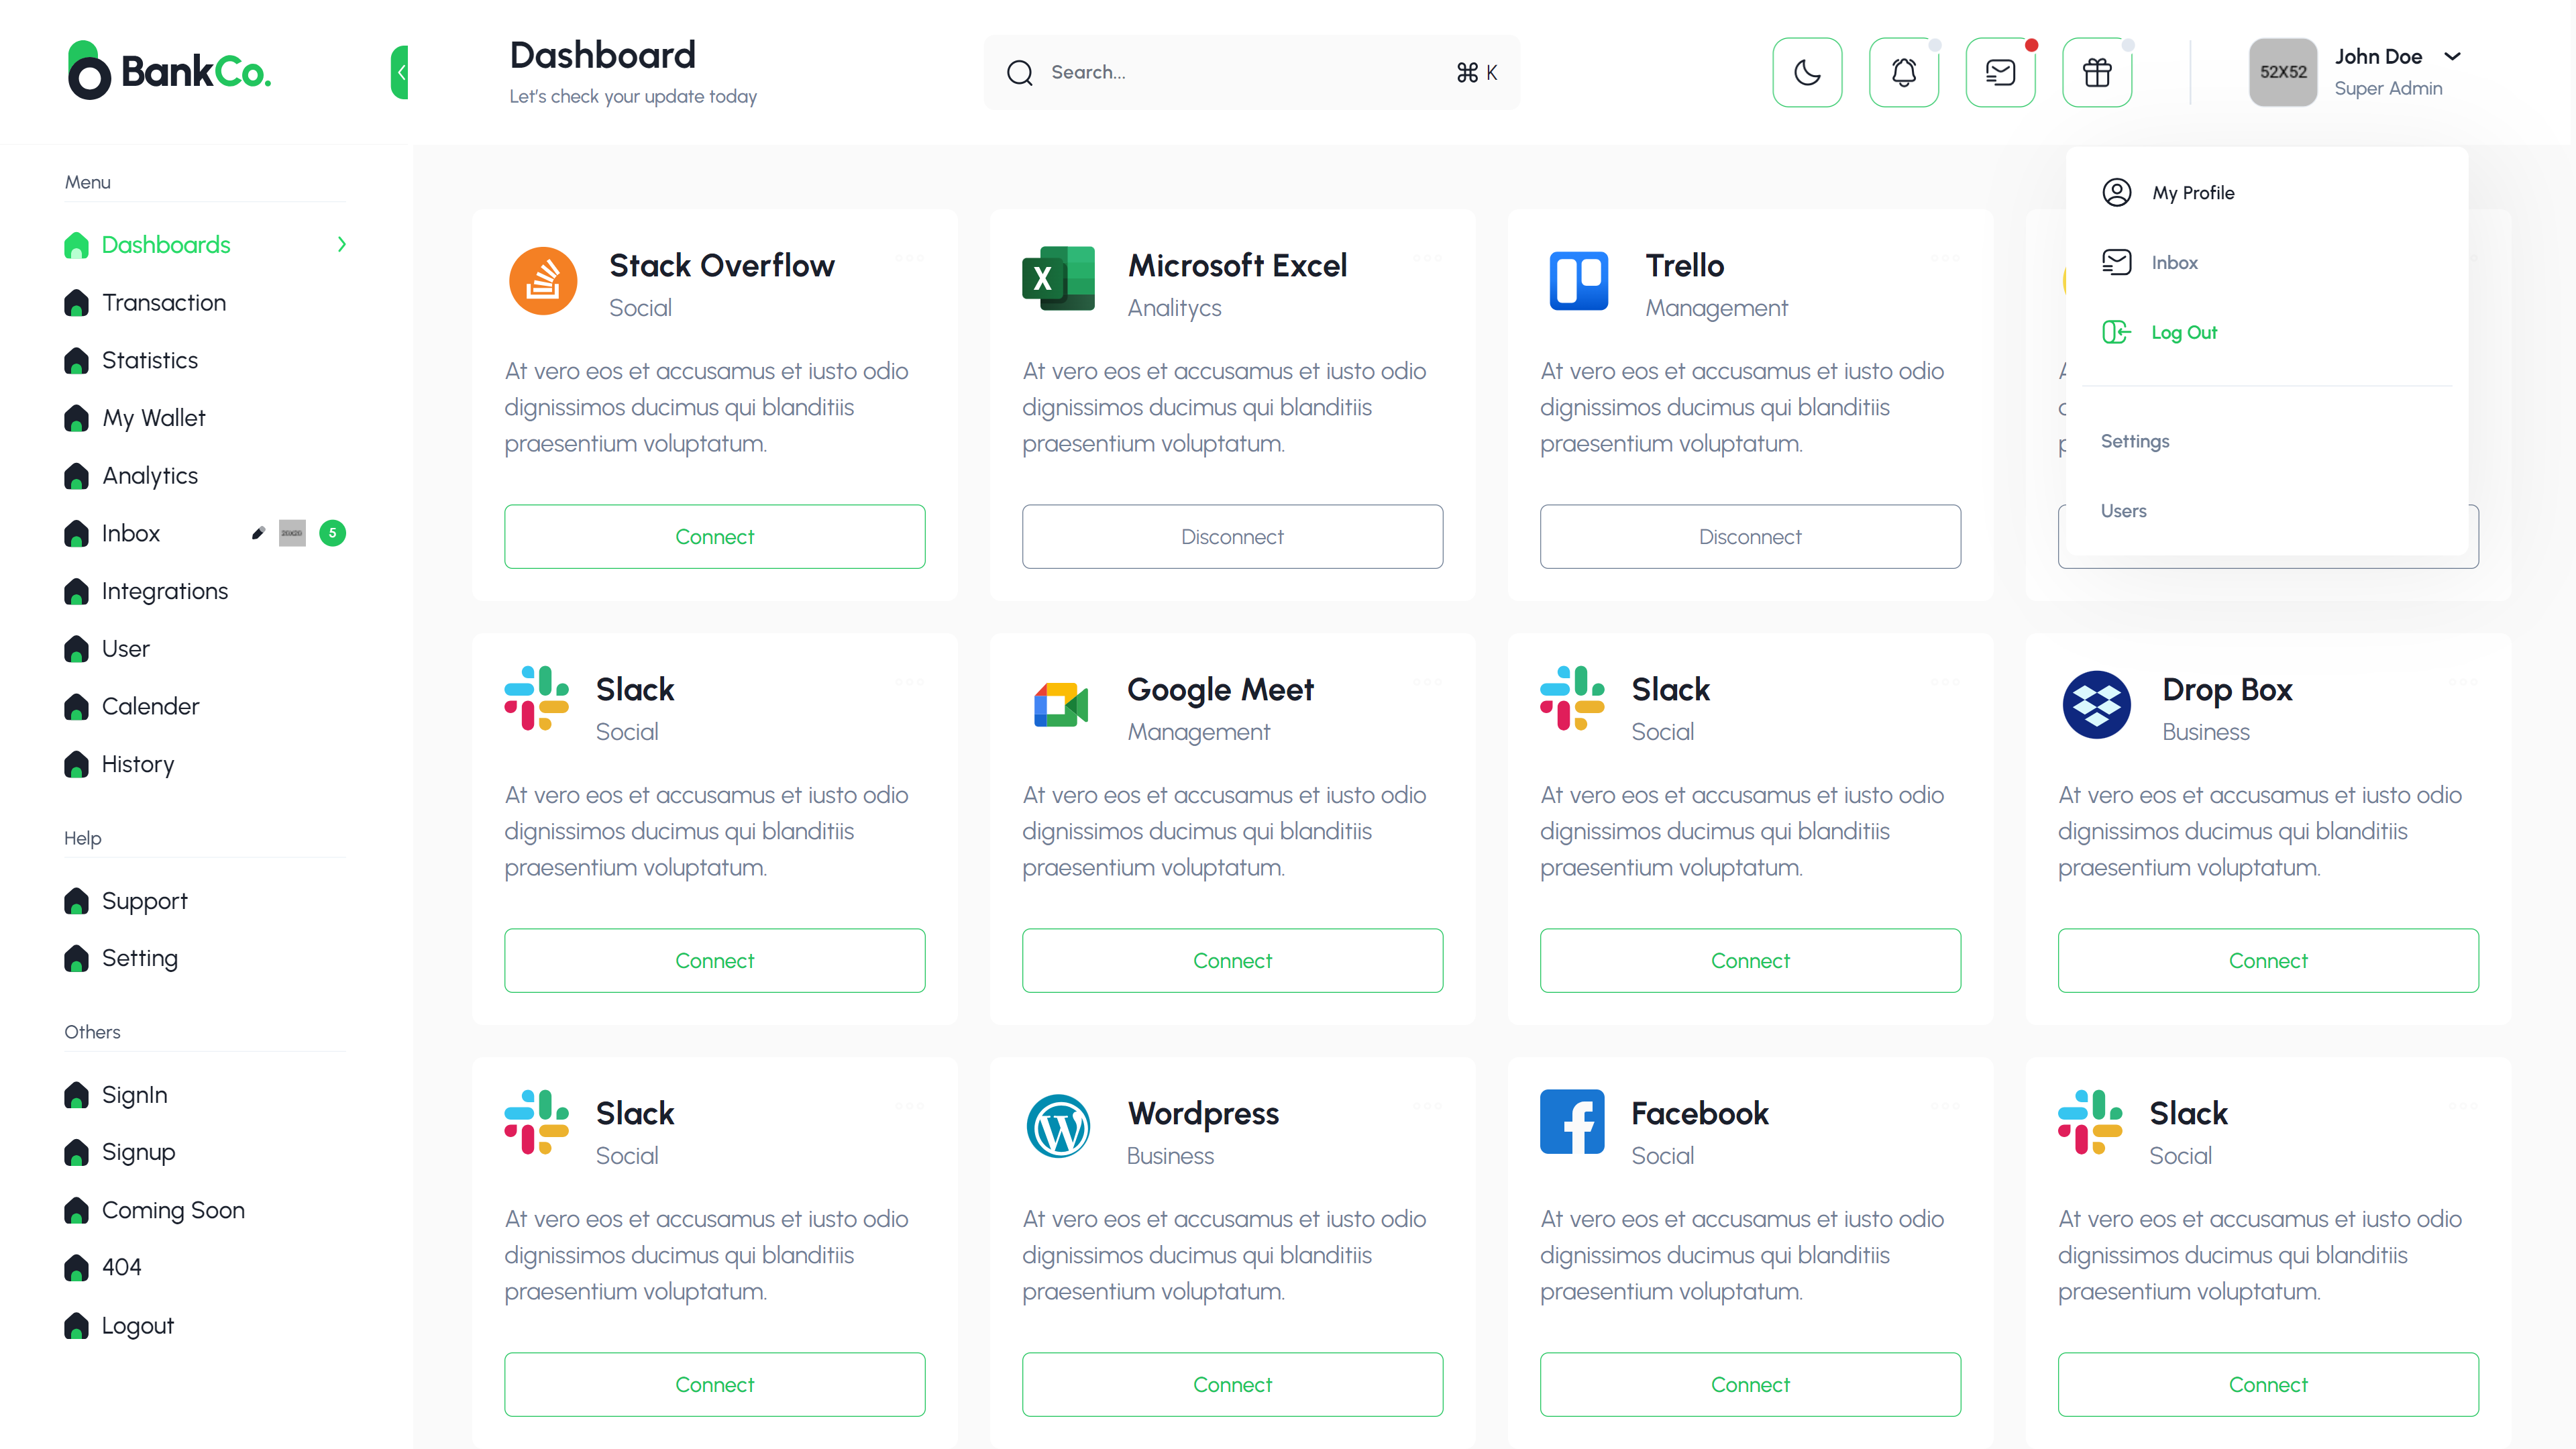 BankCo.
Dashboard
Let's check your update today
Search...
⌘ K
52X52
John Doe
Super Admin
Menu
Dashboards
Transaction
Statistics
My Wallet
Analytics
Inbox
5
Integrations
User
Calender
History
Help
Support
Setting
Others
SignIn
Signup
Coming Soon
404
Logout
My Profile
Inbox
Log Out
Settings
Users
Stack Overflow
Social
At vero eos et accusamus et iusto odio
dignissimos ducimus qui blanditiis
praesentium voluptatum.
Connect
Microsoft Excel
Analitycs
At vero eos et accusamus et iusto odio
dignissimos ducimus qui blanditiis
praesentium voluptatum.
Disconnect
Trello
Management
At vero eos et accusamus et iusto odio
dignissimos ducimus qui blanditiis
praesentium voluptatum.
Disconnect
Slack
Social
At vero eos et accusamus et iusto odio
dignissimos ducimus qui blanditiis
praesentium voluptatum.
Connect
Google Meet
Management
At vero eos et accusamus et iusto odio
dignissimos ducimus qui blanditiis
praesentium voluptatum.
Connect
Slack
Social
At vero eos et accusamus et iusto odio
dignissimos ducimus qui blanditiis
praesentium voluptatum.
Connect
Drop Box
Business
At vero eos et accusamus et iusto odio
dignissimos ducimus qui blanditiis
praesentium voluptatum.
Connect
Slack
Social
At vero eos et accusamus et iusto odio
dignissimos ducimus qui blanditiis
praesentium voluptatum.
Connect
Wordpress
Business
At vero eos et accusamus et iusto odio
dignissimos ducimus qui blanditiis
praesentium voluptatum.
Connect
Facebook
Social
At vero eos et accusamus et iusto odio
dignissimos ducimus qui blanditiis
praesentium voluptatum.
Connect
Slack
Social
At vero eos et accusamus et iusto odio
dignissimos ducimus qui blanditiis
praesentium voluptatum.
Connect